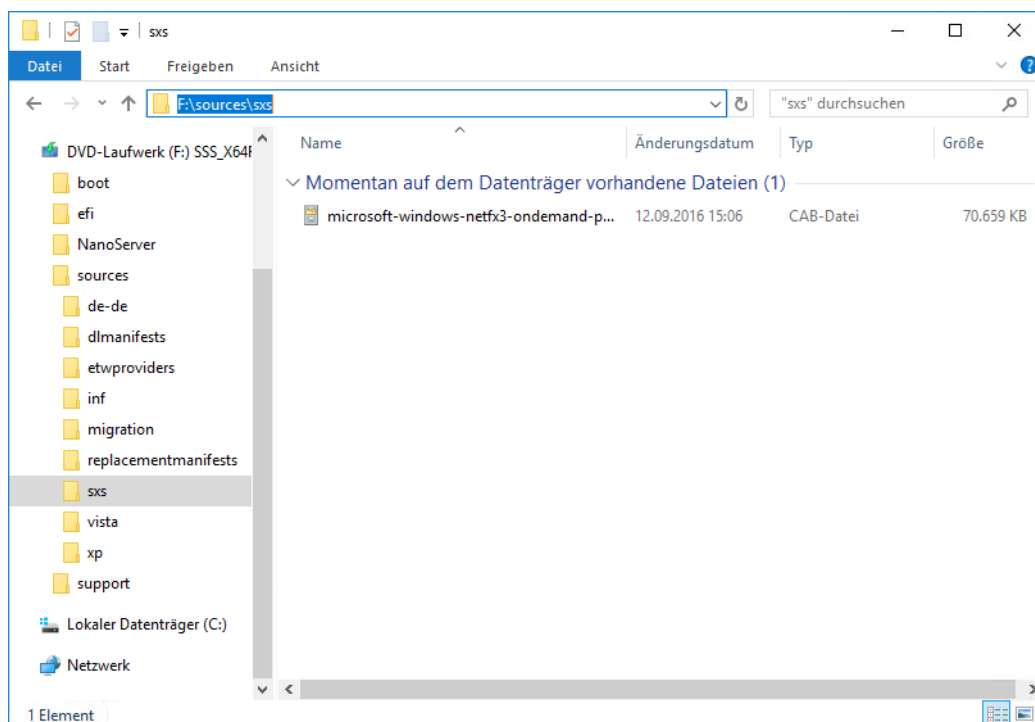 sxs
Datei Start Freigeben Ansicht
F:\sources\sxs "sxs" durchsuchen
Name Änderungsdatum Typ Größe
DVD-Laufwerk (F:) SSS_X64F
Momentan auf dem Datenträger vorhandene Dateien (1)
microsoft-windows-netfx3-ondemand-p... 12.09.2016 15:06 CAB-Datei 70.659 KB
boot
efi
NanoServer
sources
de-de
dlmanifests
etwproviders
inf
migration
replacementmanifests
sxs
vista
xp
support
Lokaler Datenträger (C:)
Netzwerk
1 Element